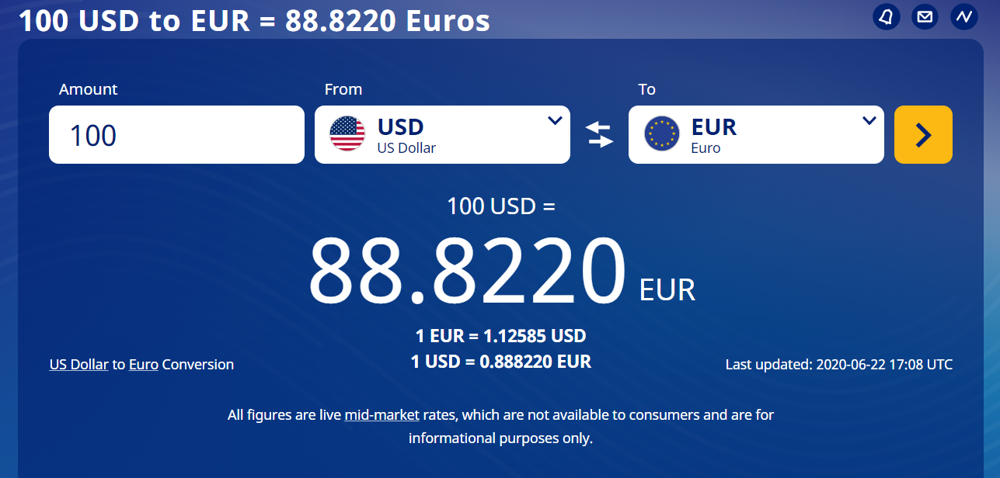 100 USD to EUR = 88.8220 Euros
Amount
From
To
100
USD
US Dollar
EUR
Euro
100 USD =
88.8220 EUR
1 EUR = 1.12585 USD
1 USD = 0.888220 EUR
US Dollar to Euro Conversion
Last updated: 2020-06-22 17:08 UTC
All figures are live mid-market rates, which are not available to consumers and are for
informational purposes only.